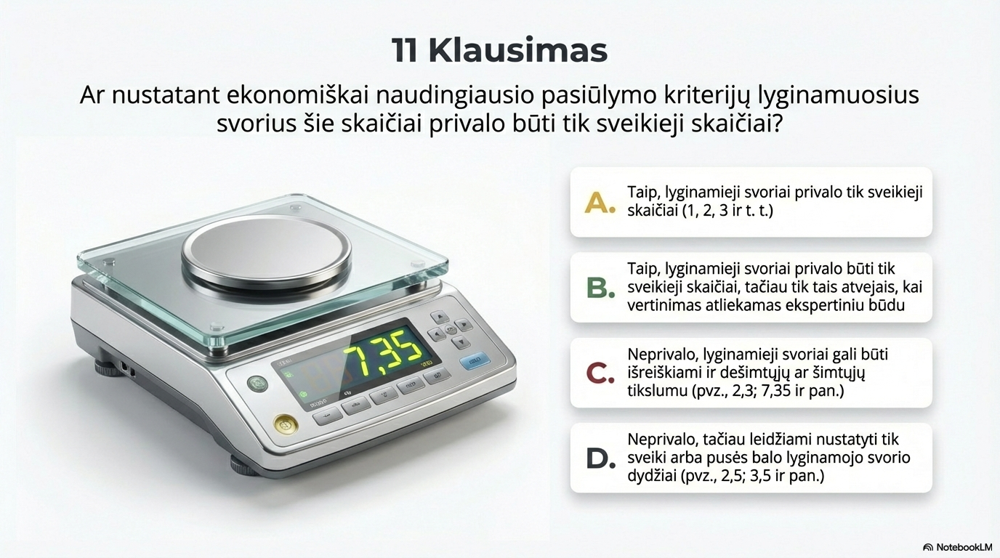 11 Klausimas
Ar nustatant ekonomiškai naudingiausio pasiūlymo kriterijų lyginamuosius
svorius šie skaičiai privalo būti tik sveikieji skaičiai?
7,35
A.
Taip, lyginamieji svoriai privalo tik sveikieji
skaičiai (1, 2, 3 ir t. t.)
B.
Taip, lyginamieji svoriai privalo būti tik
sveikieji skaičiai, tačiau tik tais atvejais, kai
vertinimas atliekamas ekspertiniu būdu
C.
Neprivalo, lyginamieji svoriai gali būti
išreiškiami ir dešimtųjų ar šimtųjų
tikslumu (pvz., 2,3; 7,35 ir pan.)
D.
Neprivalo, tačiau leidžiami nustatyti tik
sveiki arba pusės balo lyginamojo svorio
dydžiai (pvz., 2,5; 3,5 ir pan.)
NotebookLM